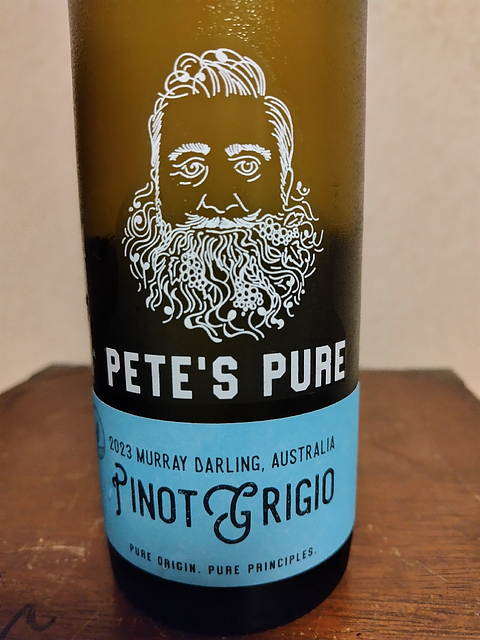 PETE'S PURE
2023 MURRAY DARLING, AUSTRALIA
PINOT GRIGIO
PURE ORIGIN. PURE PRINCIPLES.